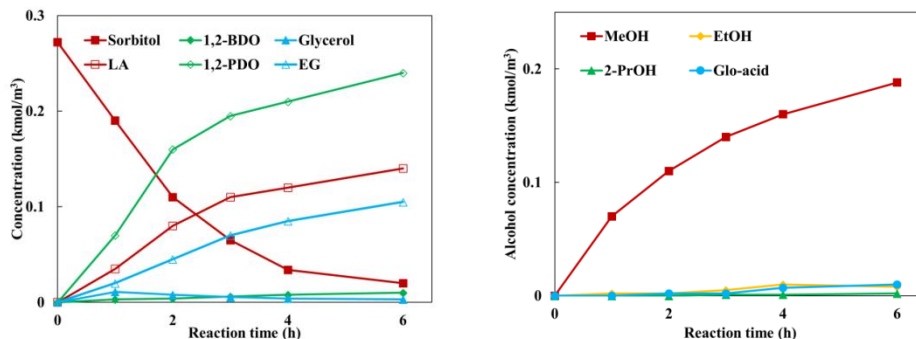 0.3
Sorbitol 1,2-BDO Glycerol
LA 1,2-PDO EG
0.2
0.1
0
Concentration (kmol/m³)
0 2 4 6
Reaction time (h)
MeOH EtOH
2-PrOH Glo-acid
0.2
0.1
0
Alcohol concentration (kmol/m³)
0 2 4 6
Reaction time (h)